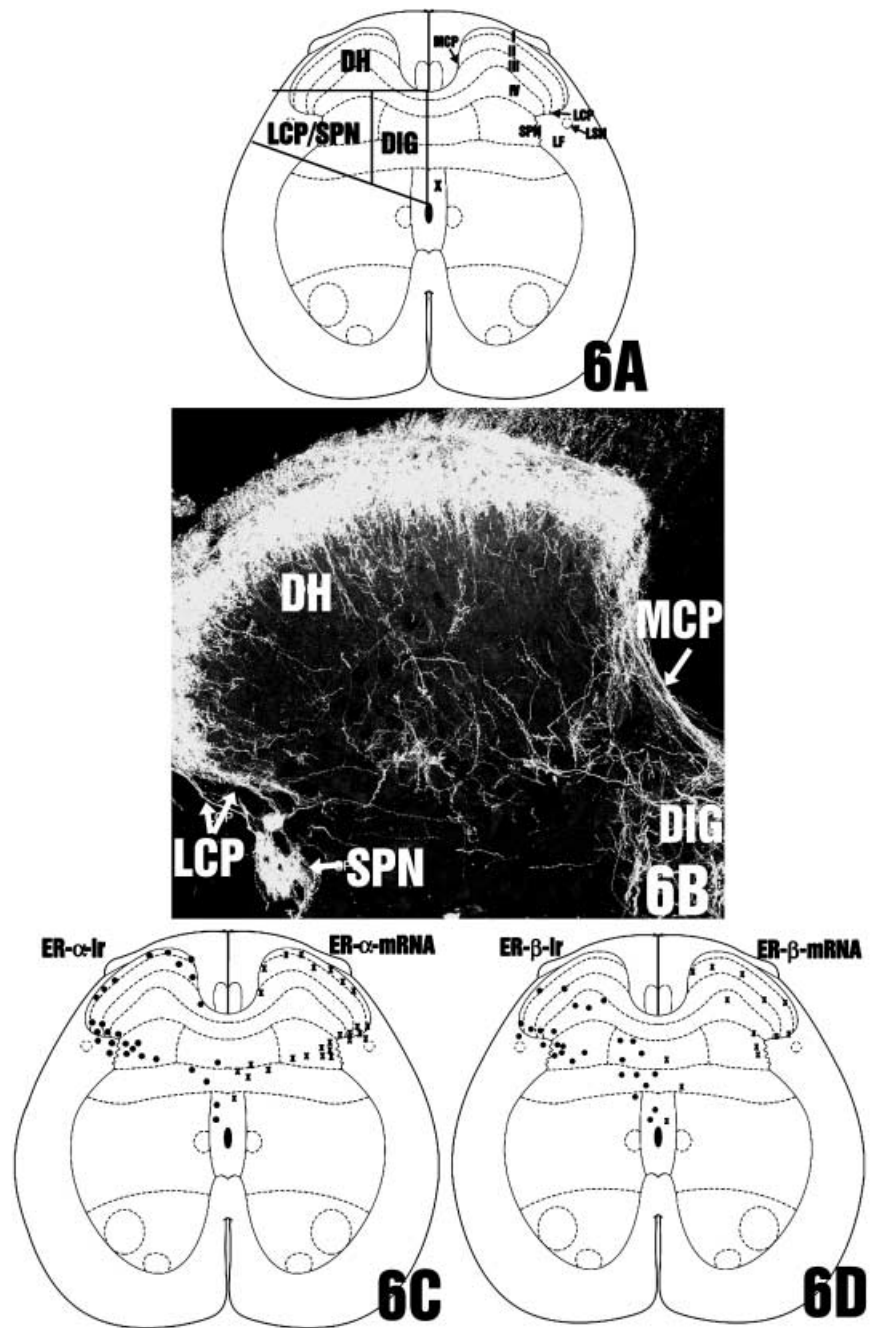 MCP
I
II
III
IV
DH
LCP
LSN
SPN
LF
LCP/SPN
DIG
X
6A
DH
MCP
LCP
SPN
DIG
6B
ER-α-Ir
ER-α-mRNA
6C
ER-β-Ir
ER-β-mRNA
6D